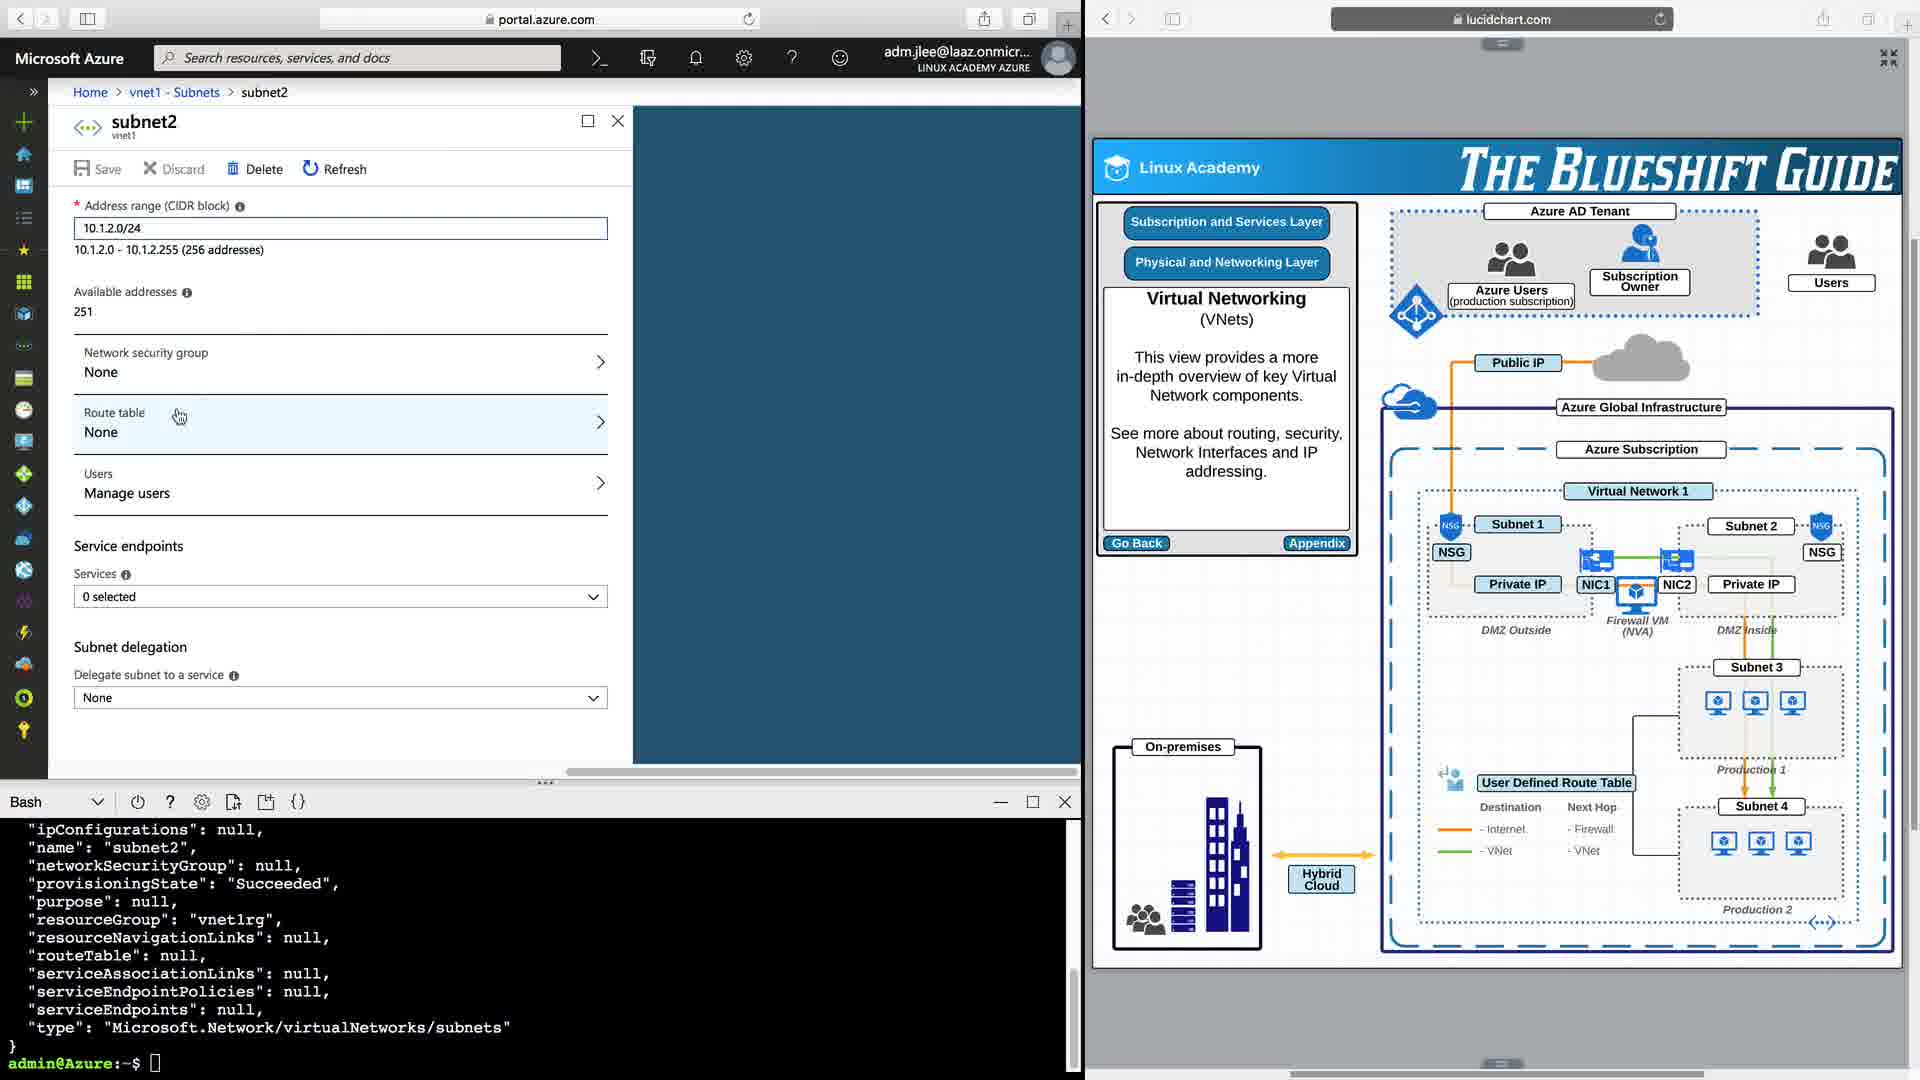 portal.azure.com
Microsoft Azure
Search resources, services, and docs
adm.jlee@laaz.onmicr...
LINUX ACADEMY AZURE
Home > vnet1 - Subnets > subnet2
subnet2
vnet1
Save
Discard
Delete
Refresh
* Address range (CIDR block)
10.1.2.0/24
10.1.2.0 - 10.1.2.255 (256 addresses)
Available addresses
251
Network security group
None
Route table
None
Users
Manage users
Service endpoints
Services
0 selected
Subnet delegation
Delegate subnet to a service
None
Bash
"ipConfigurations": null,
"name": "subnet2",
"networkSecurityGroup": null,
"provisioningState": "Succeeded",
"purpose": null,
"resourceGroup": "vnet1rg",
"resourceNavigationLinks": null,
"routeTable": null,
"serviceAssociationLinks": null,
"serviceEndpointPolicies": null,
"serviceEndpoints": null,
"type": "Microsoft.Network/virtualNetworks/subnets"
}
admin@Azure:~$
lucidchart.com
Linux Academy
THE BLUESHIFT GUIDE
Subscription and Services Layer
Physical and Networking Layer
Virtual Networking
(VNets)
This view provides a more
in-depth overview of key Virtual
Network components.
See more about routing, security,
Network Interfaces and IP
addressing.
Go Back
Appendix
Azure AD Tenant
Azure Users
(production subscription)
Subscription
Owner
Users
Public IP
Azure Global Infrastructure
Azure Subscription
Virtual Network 1
NSG
Subnet 1
Subnet 2
NSG
NSG
NSG
Private IP
NIC1
NIC2
Private IP
DMZ Outside
Firewall VM
(NVA)
DMZ Inside
Subnet 3
Production 1
User Defined Route Table
Destination
Next Hop
- Internet
- Firewall
- VNet
- VNet
Subnet 4
Production 2
On-premises
Hybrid
Cloud